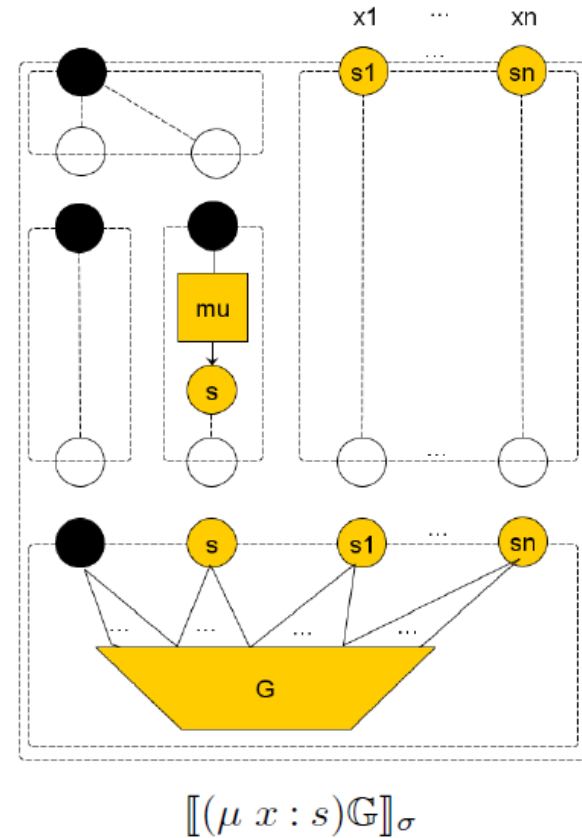 x1 ... xn
...
s1 sn
mu
s
...
s s1 ... sn
... ... ... ...
G
⟦(μ x : s)𝔾⟧σ